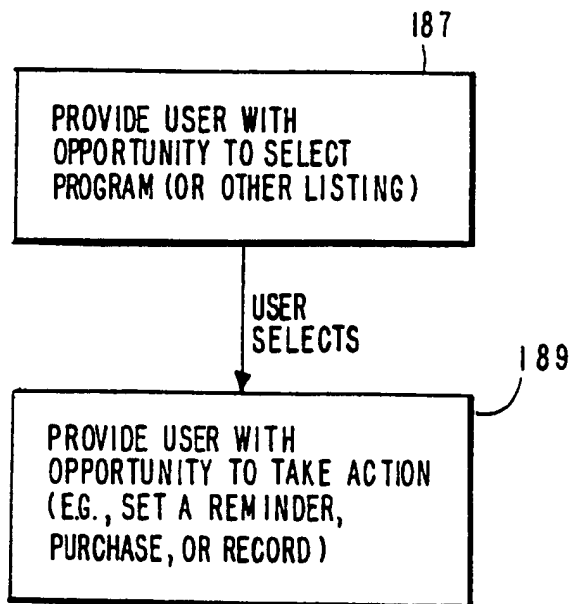 187
PROVIDE USER WITH
OPPORTUNITY TO SELECT
PROGRAM (OR OTHER LISTING)
USER
SELECTS
189
PROVIDE USER WITH
OPPORTUNITY TO TAKE ACTION
(E.G., SET A REMINDER,
PURCHASE, OR RECORD)